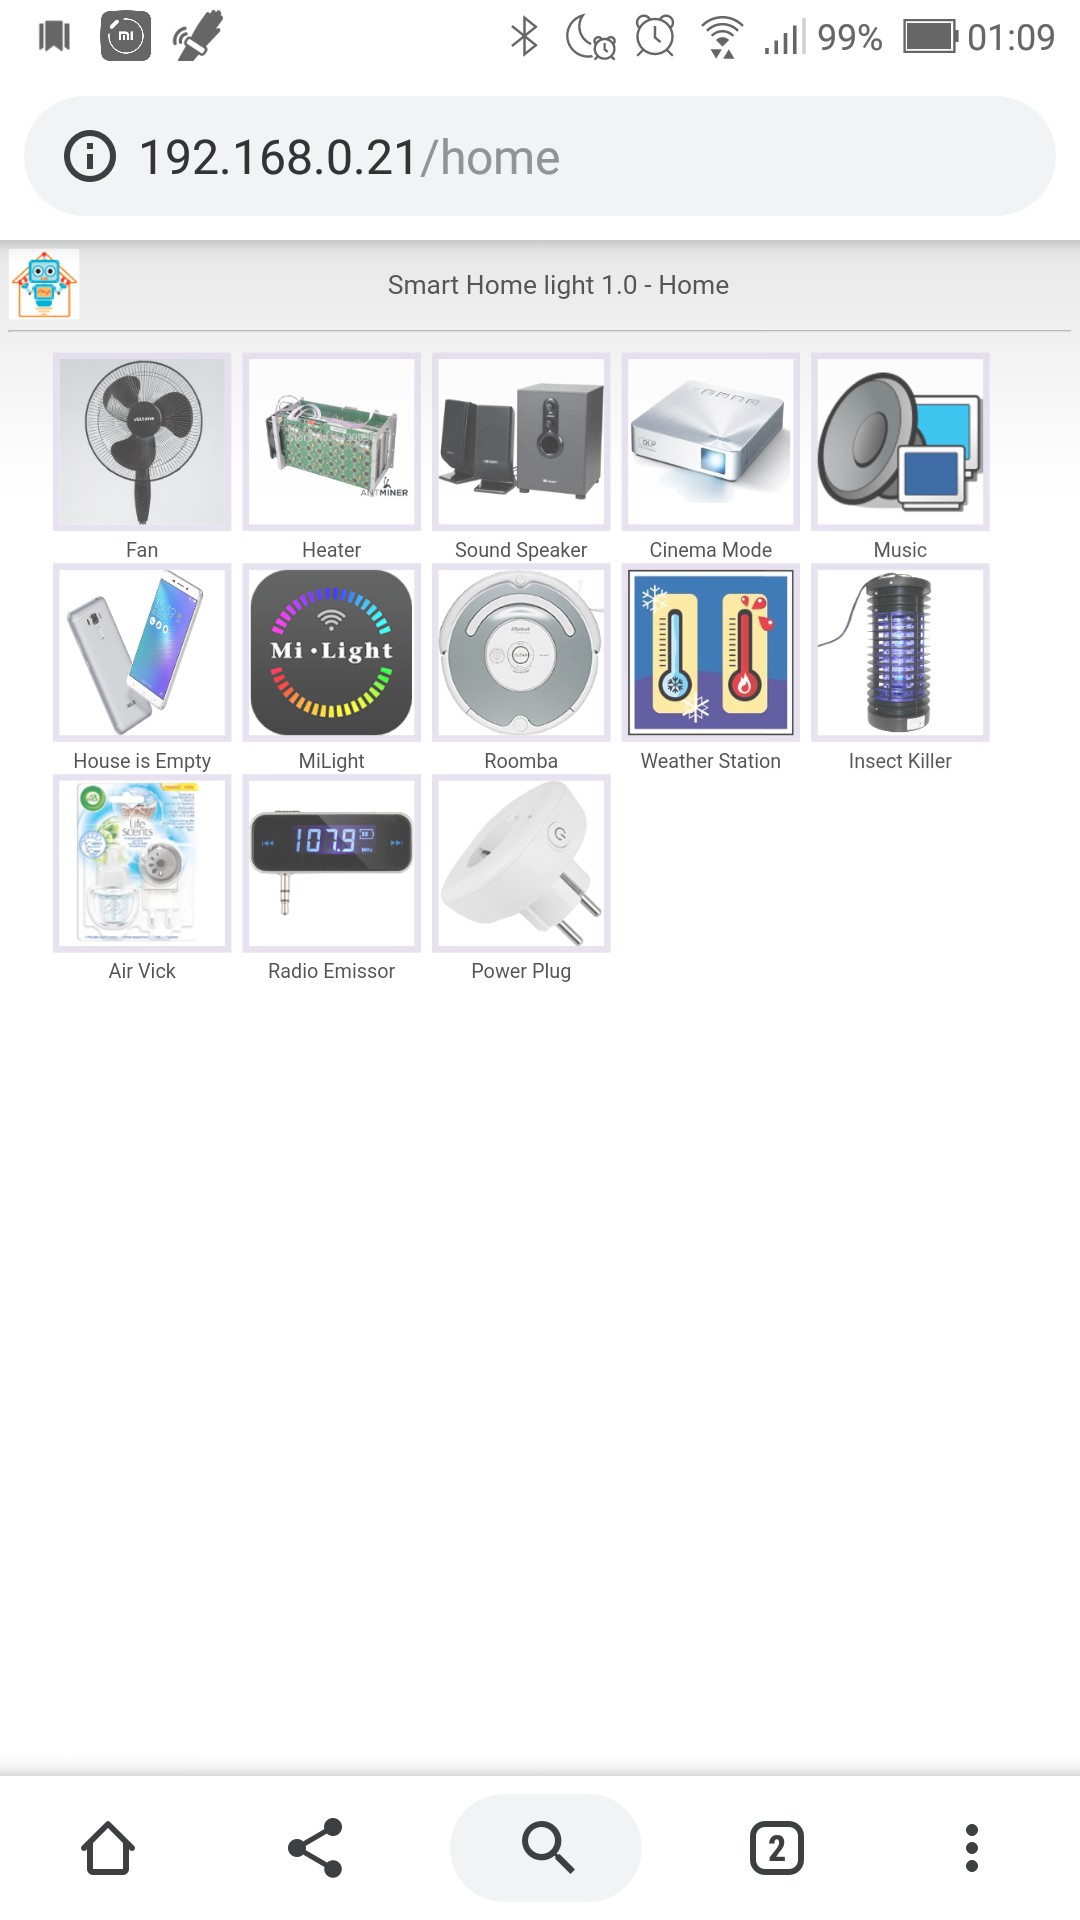 mi
99% 01:09
192.168.0.21/home
Smart Home light 1.0 - Home
ANTMINER
DLP
Fan Heater Sound Speaker Cinema Mode Music
Mi·Light
House is Empty MiLight Roomba Weather Station Insect Killer
Life
Scents
107.9
Air Vick Radio Emissor Power Plug
2